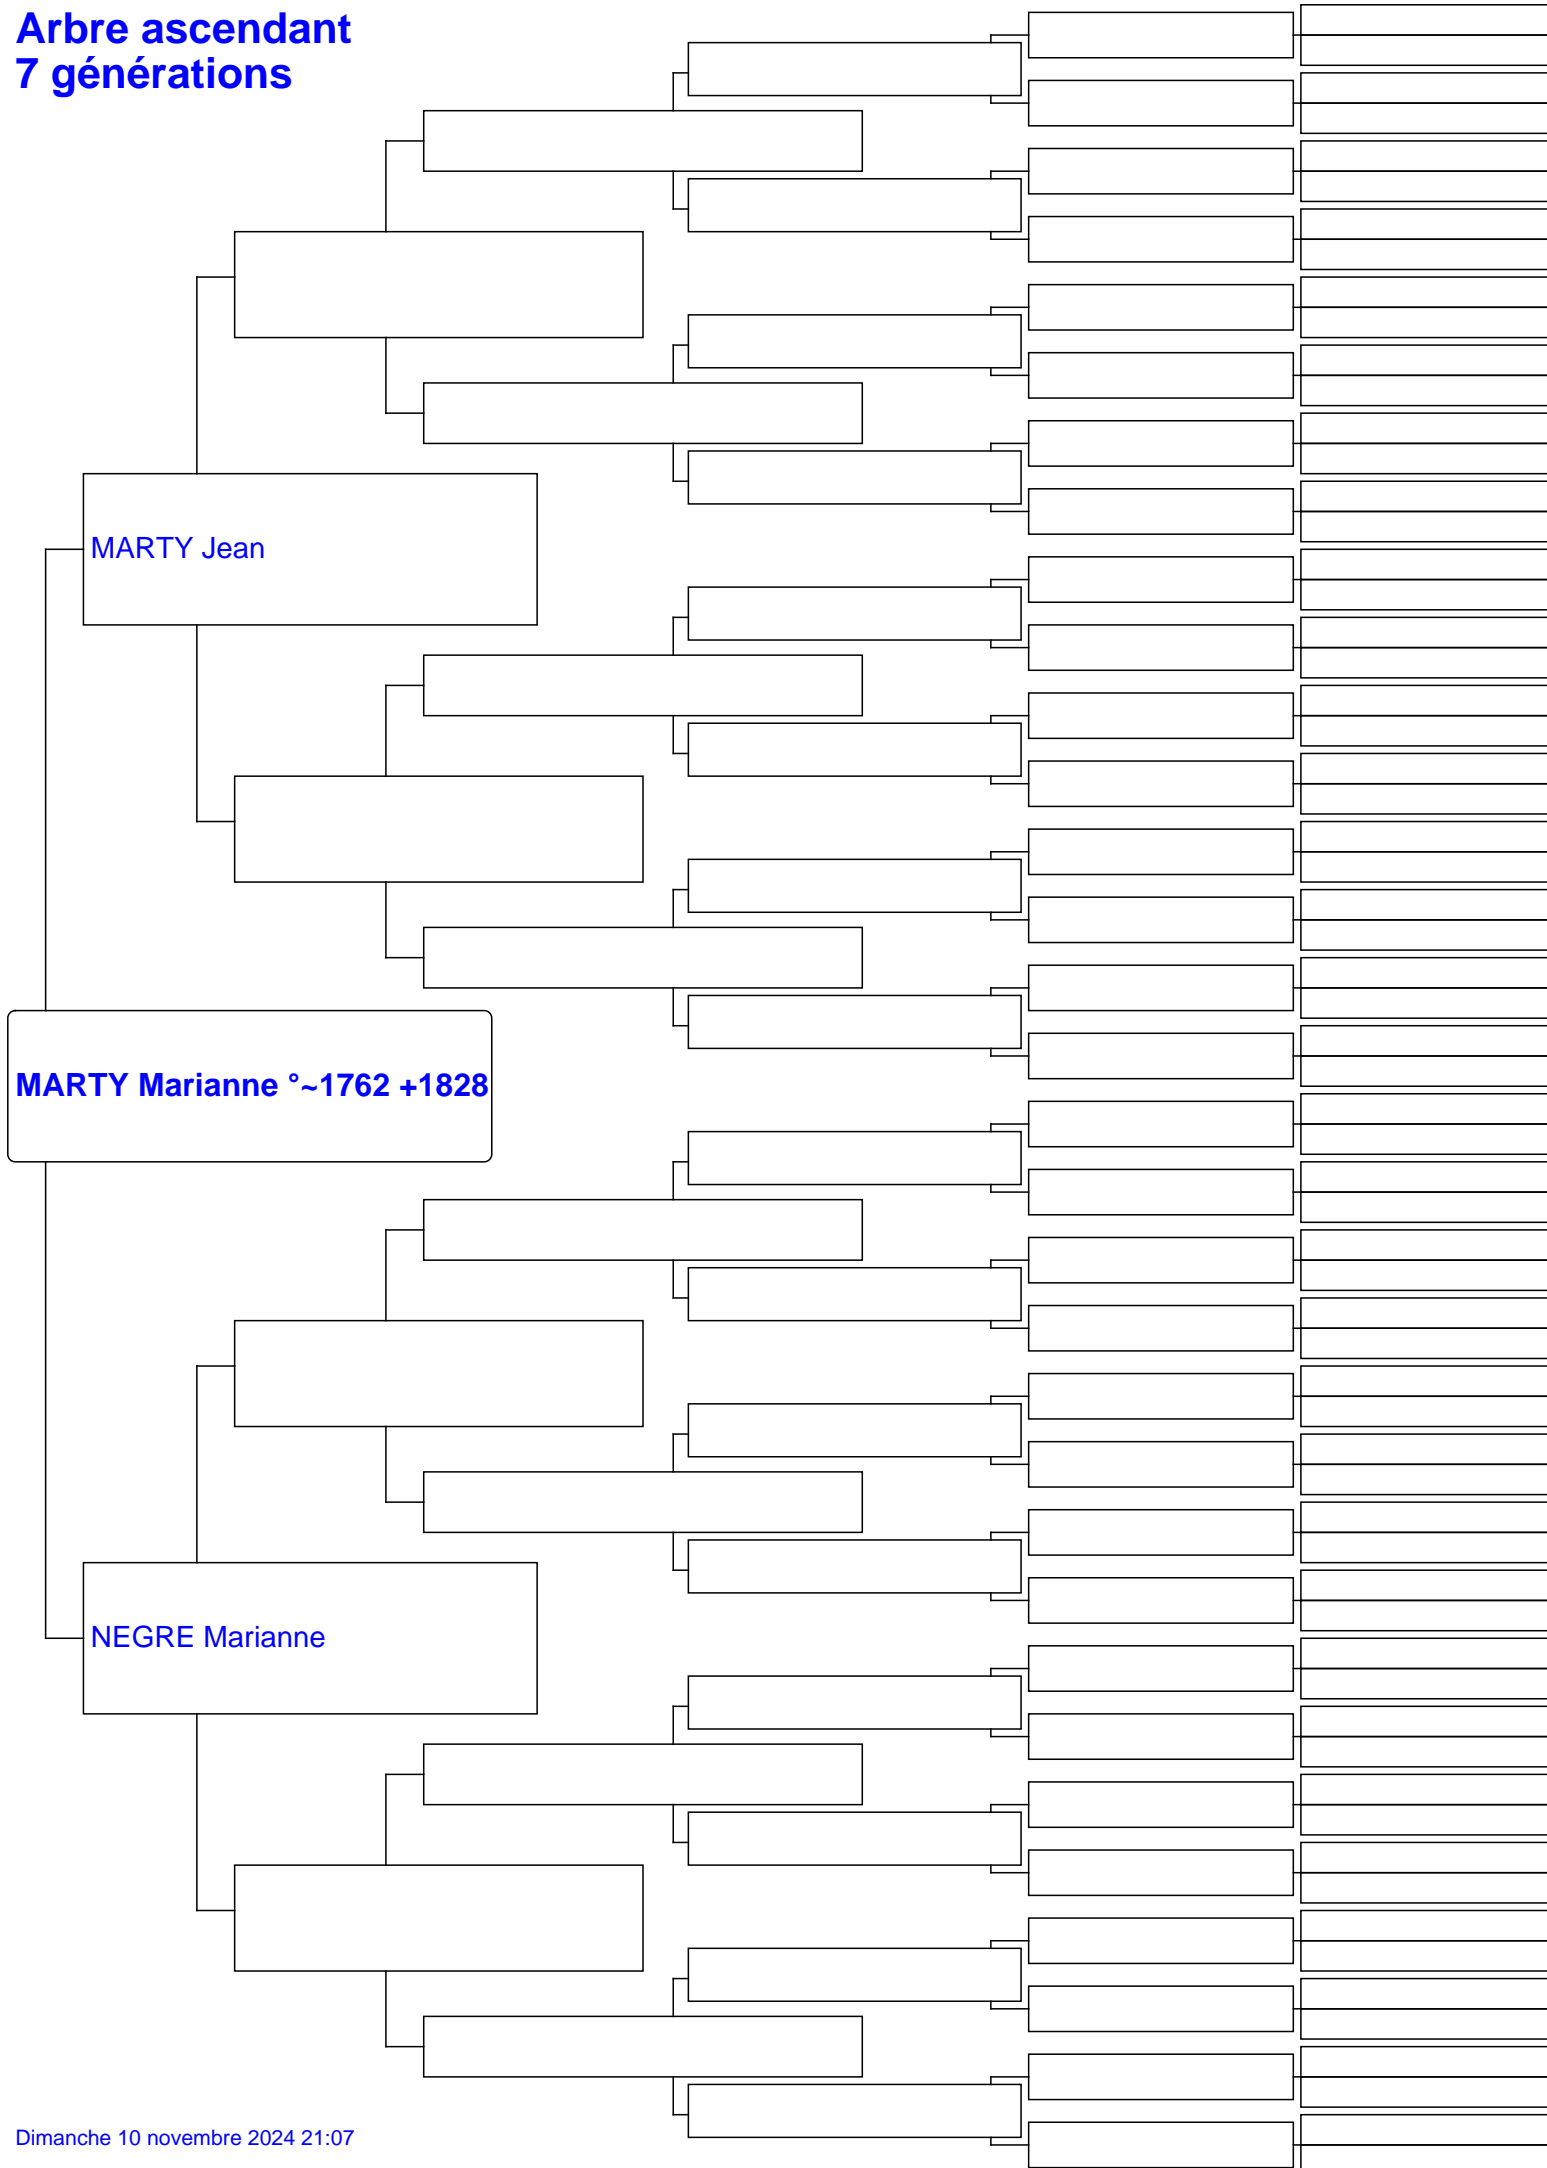 Arbre ascendant
7 générations
MARTY Jean
MARTY Marianne °~1762 +1828
NEGRE Marianne
Dimanche 10 novembre 2024 21:07